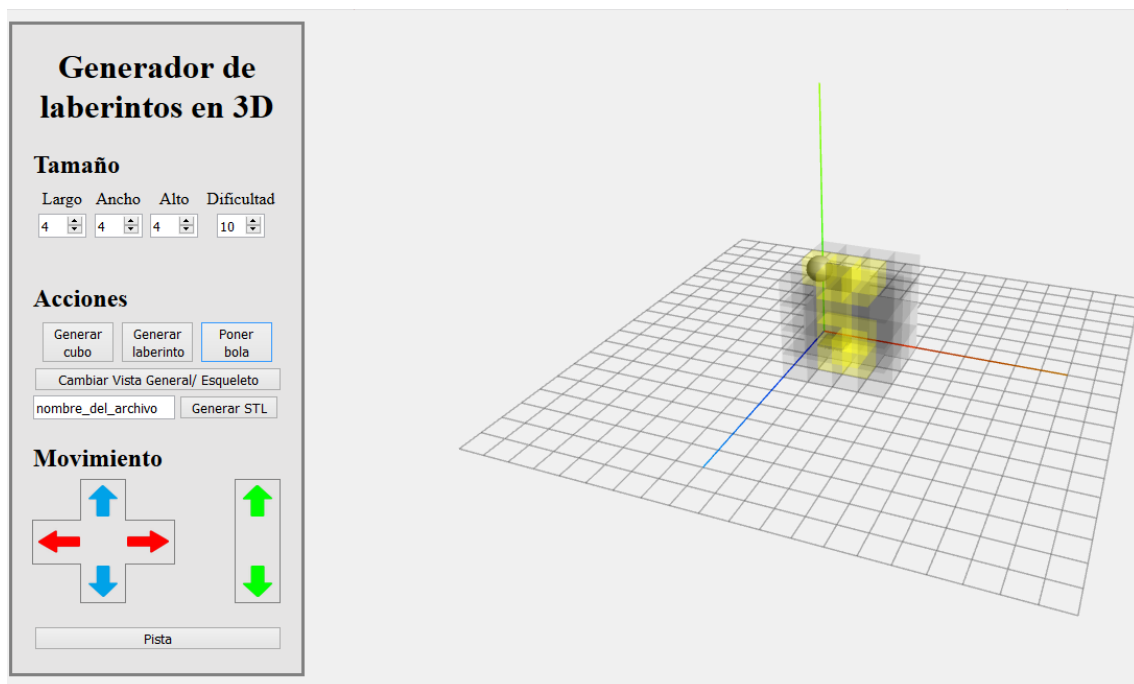 Generador de
laberintos en 3D
Tamaño
Largo Ancho Alto Dificultad
4 4 4 10
Acciones
Generar cubo
Generar laberinto
Poner bola
Cambiar Vista General/ Esqueleto
nombre_del_archivo Generar STL
Movimiento
Pista